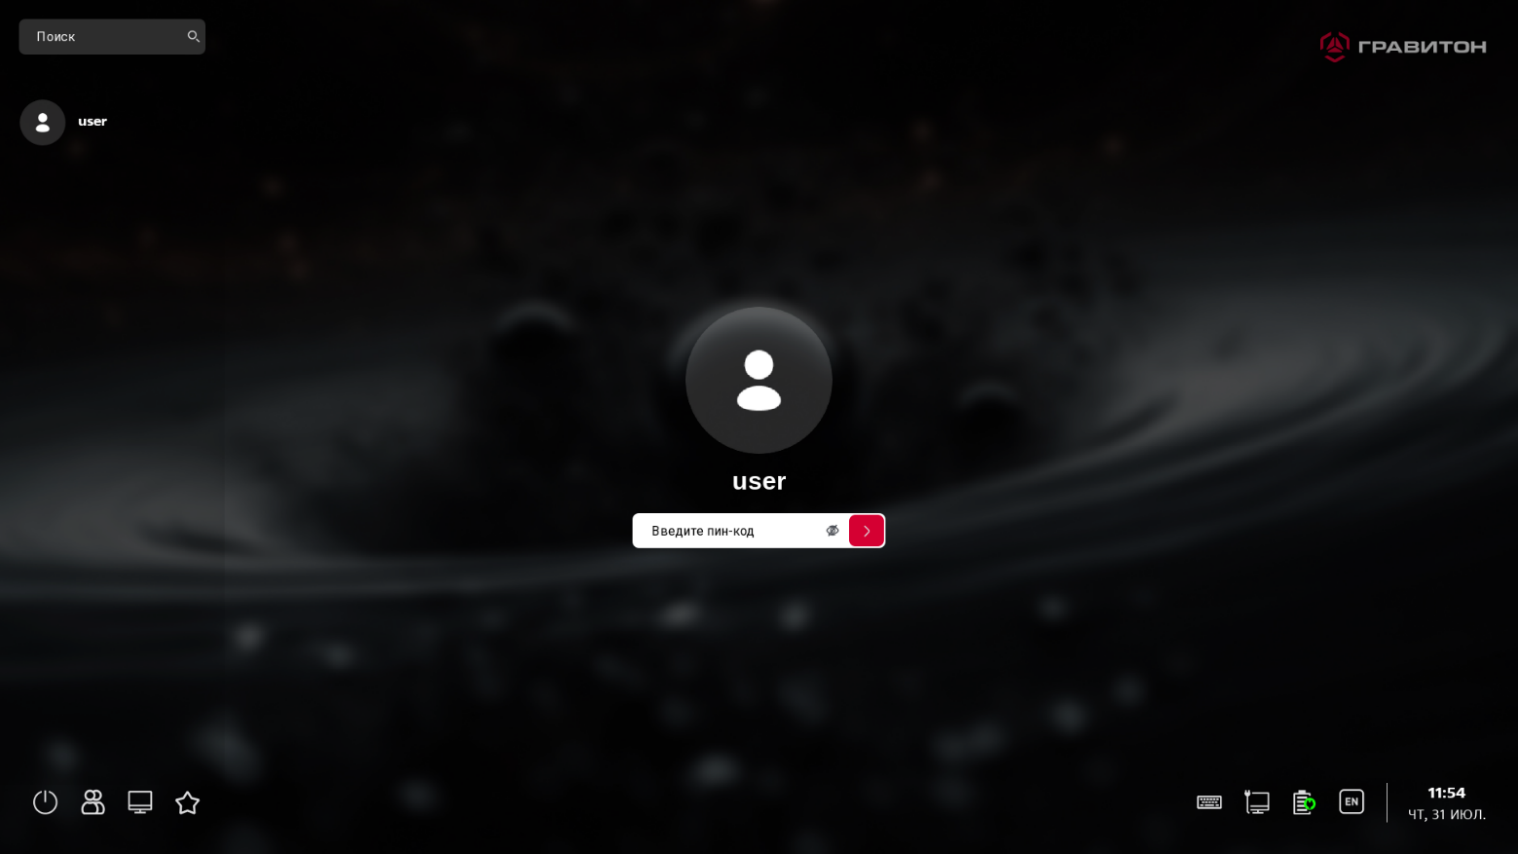 Поиск
ГРАВИТОН
user
user
Введите пин-код
EN
11:54
ЧТ, 31 ИЮЛ.